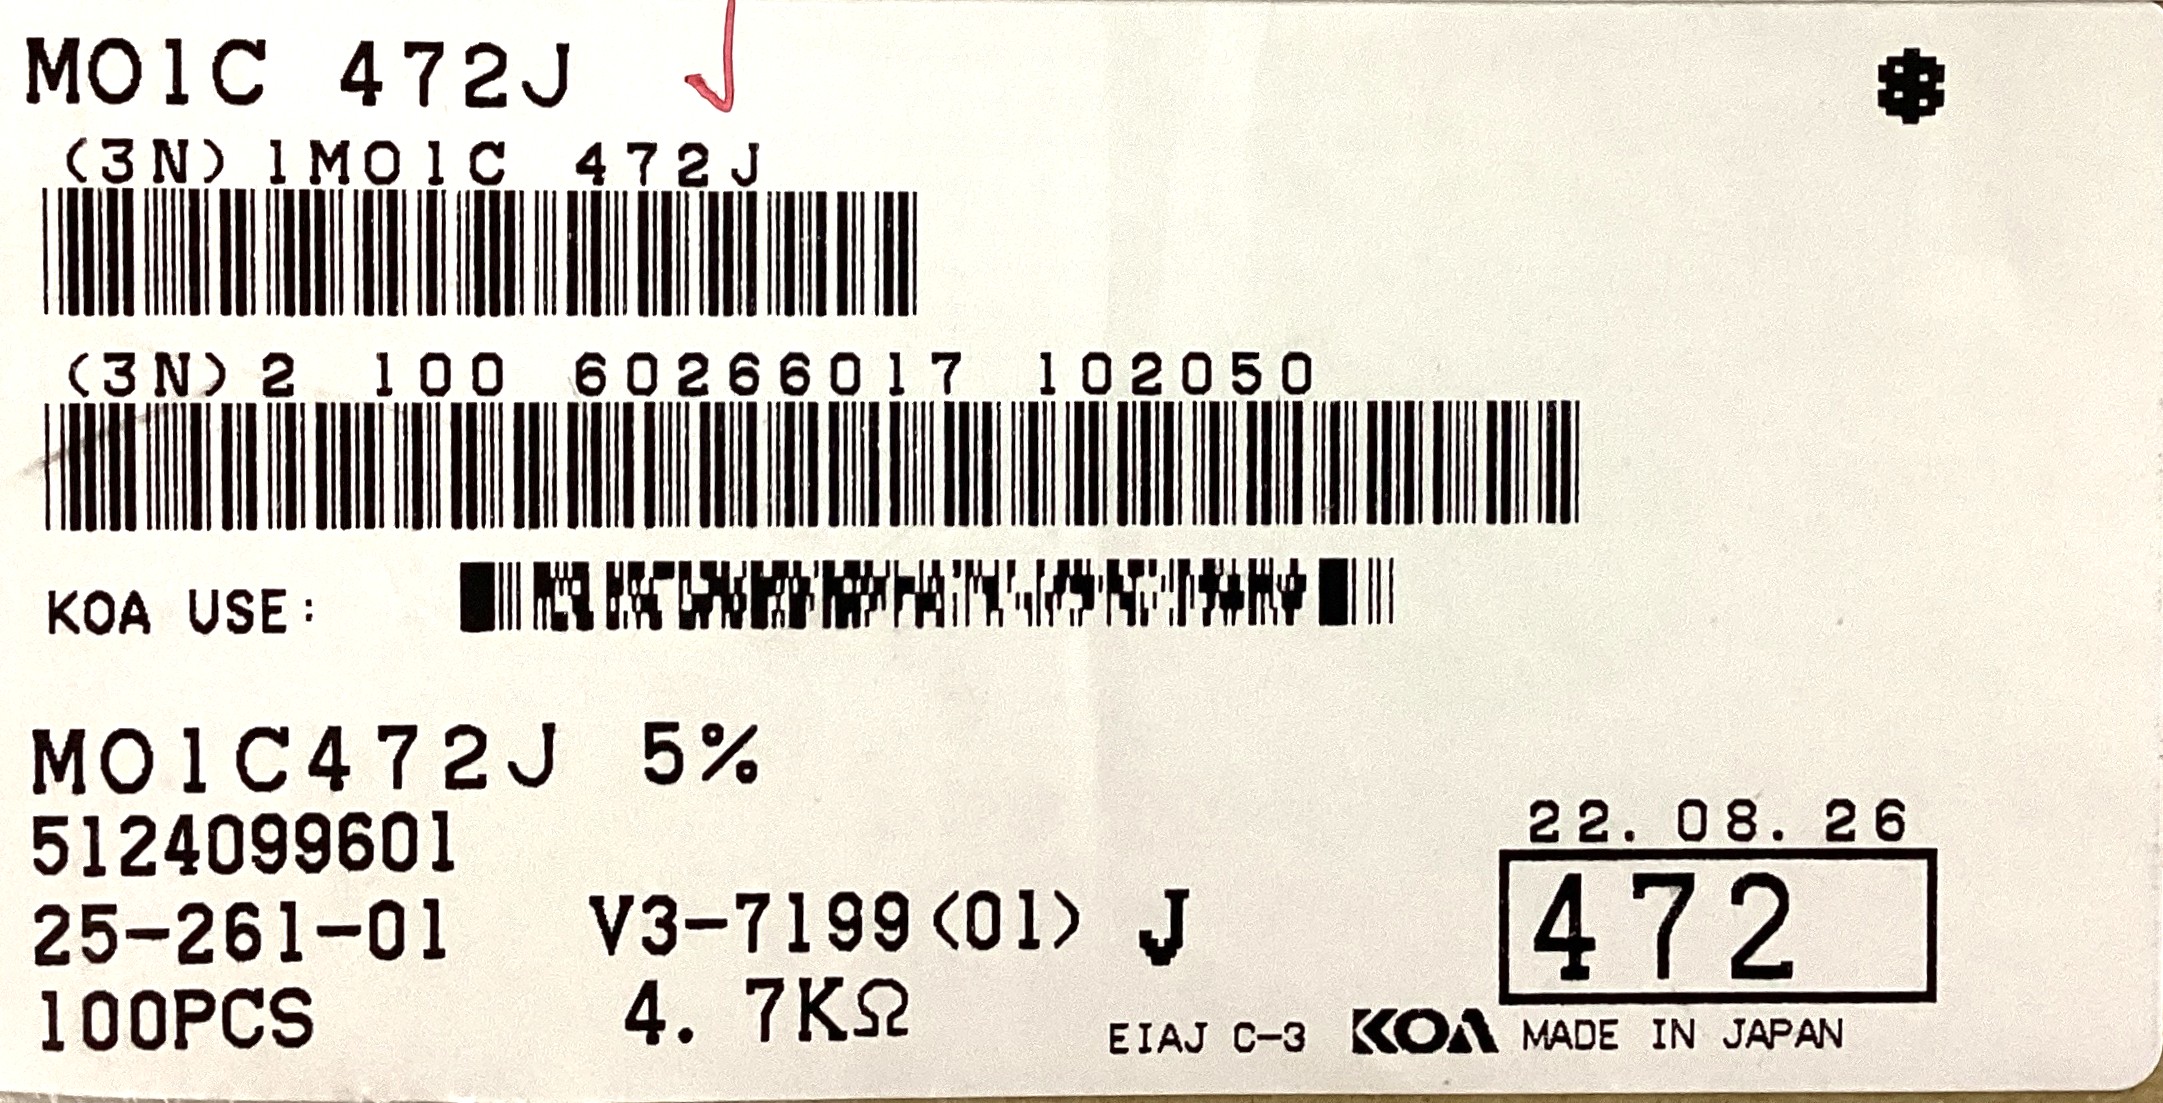 MO1C 472J
(3N)1MO1C 472J
(3N)2 100 60266017 102050
KOA USE:
MO1C472J 5%
5124099601
22.08.26
25-261-01 V3-7199(01) J
472
100PCS 4.7KΩ
EIAJ C-3 KOA MADE IN JAPAN